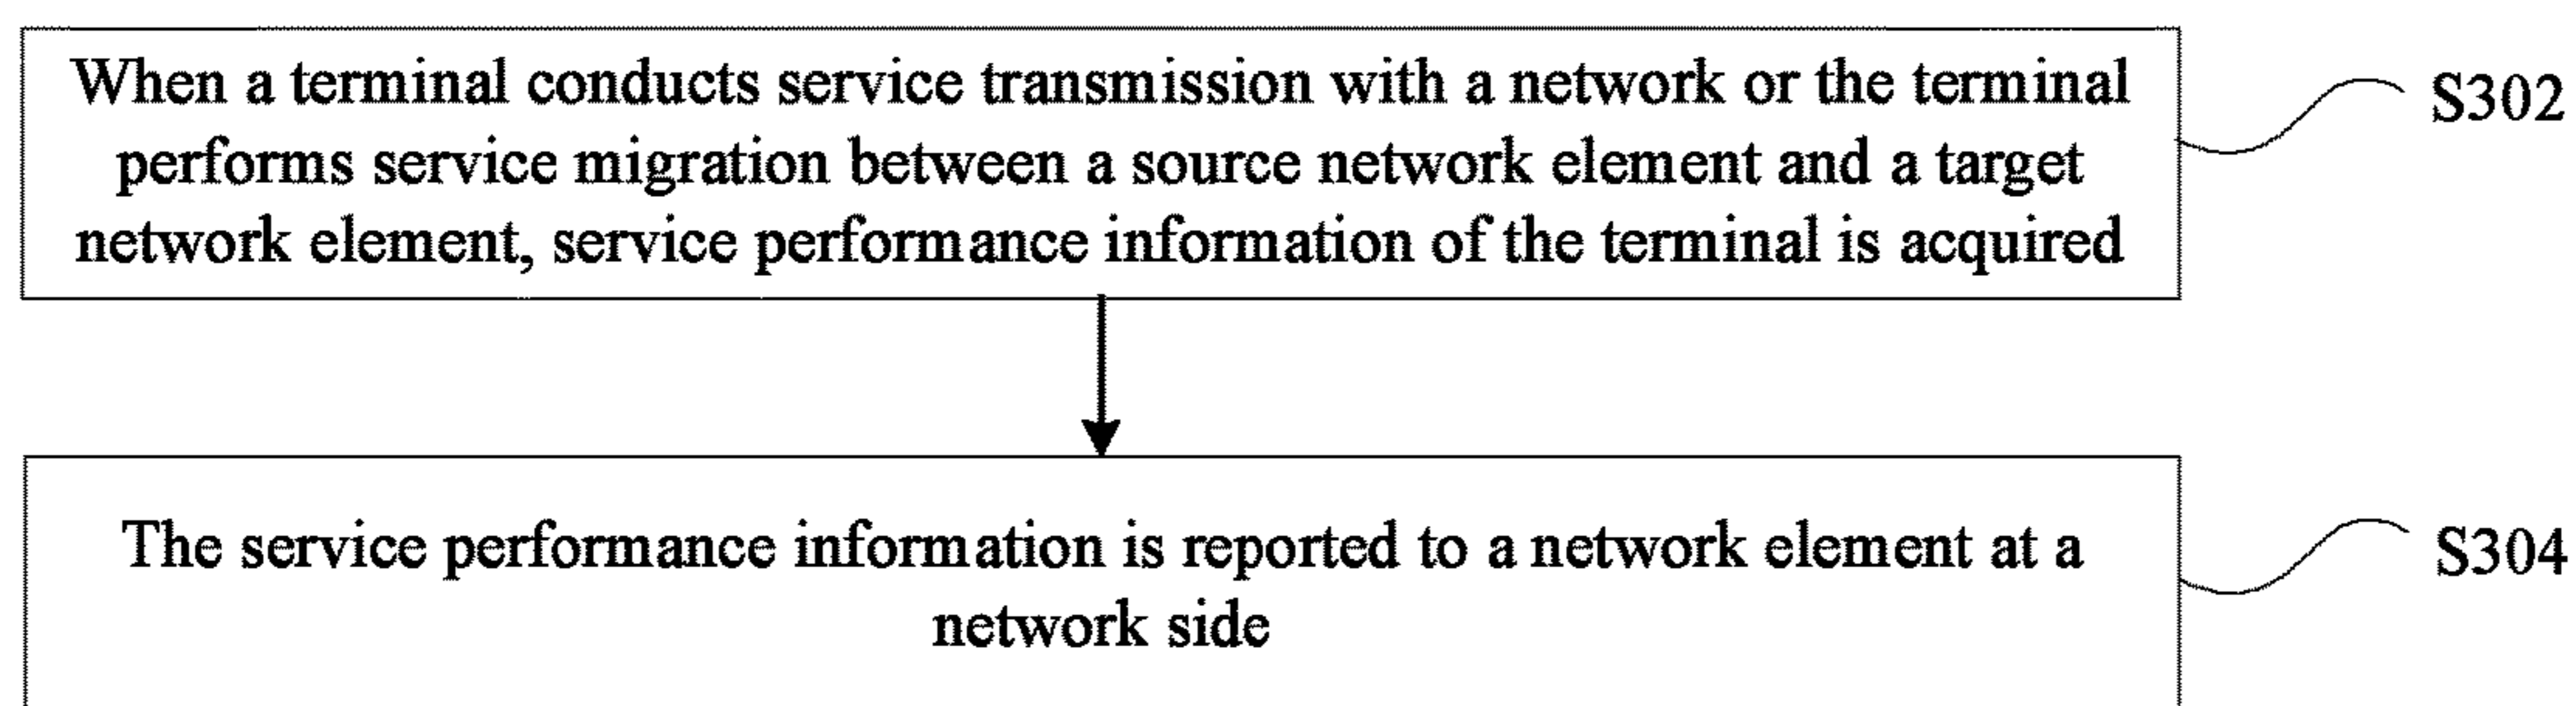 When a terminal conducts service transmission with a network or the terminal
performs service migration between a source network element and a target
network element, service performance information of the terminal is acquired
S302
The service performance information is reported to a network element at a
network side
S304